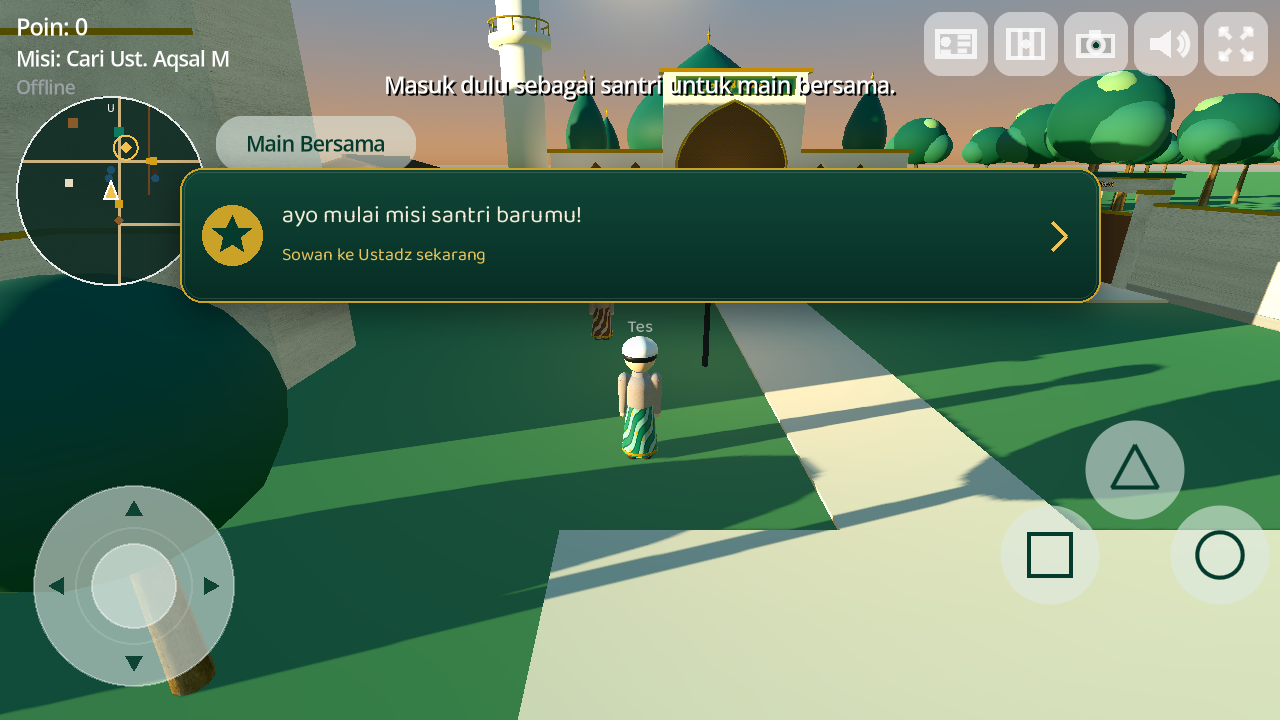 Poin: 0
Misi: Cari Ust. Aqsal M
Offline
Masuk dulu sebagai santri untuk main bersama.
U
Main Bersama
ayo mulai misi santri barumu!
Sowan ke Ustadz sekarang
Tes